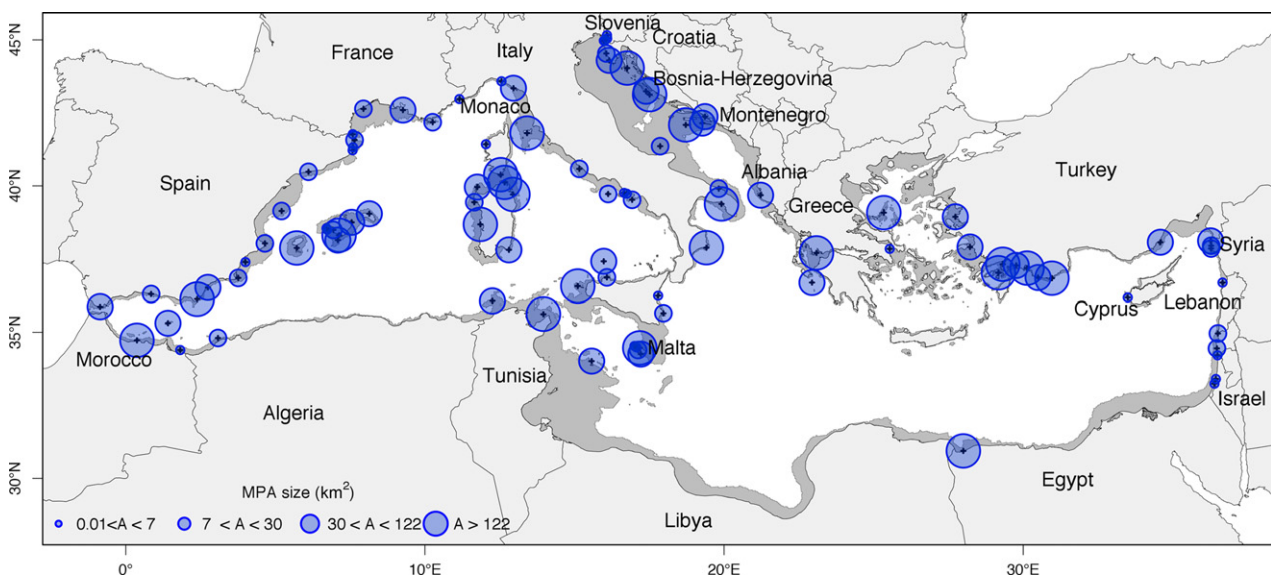 45°N
40°N
35°N
30°N
Slovenia
Croatia
France
Italy
Bosnia-Herzegovina
Monaco
Montenegro
Spain
Albania
Turkey
Greece
Syria
Cyprus
Lebanon
Morocco
Malta
Tunisia
Israel
Algeria
Egypt
Libya
MPA size (km²)
0.01<A < 7
7 < A < 30
30 < A < 122
A > 122
0°
10°E
20°E
30°E